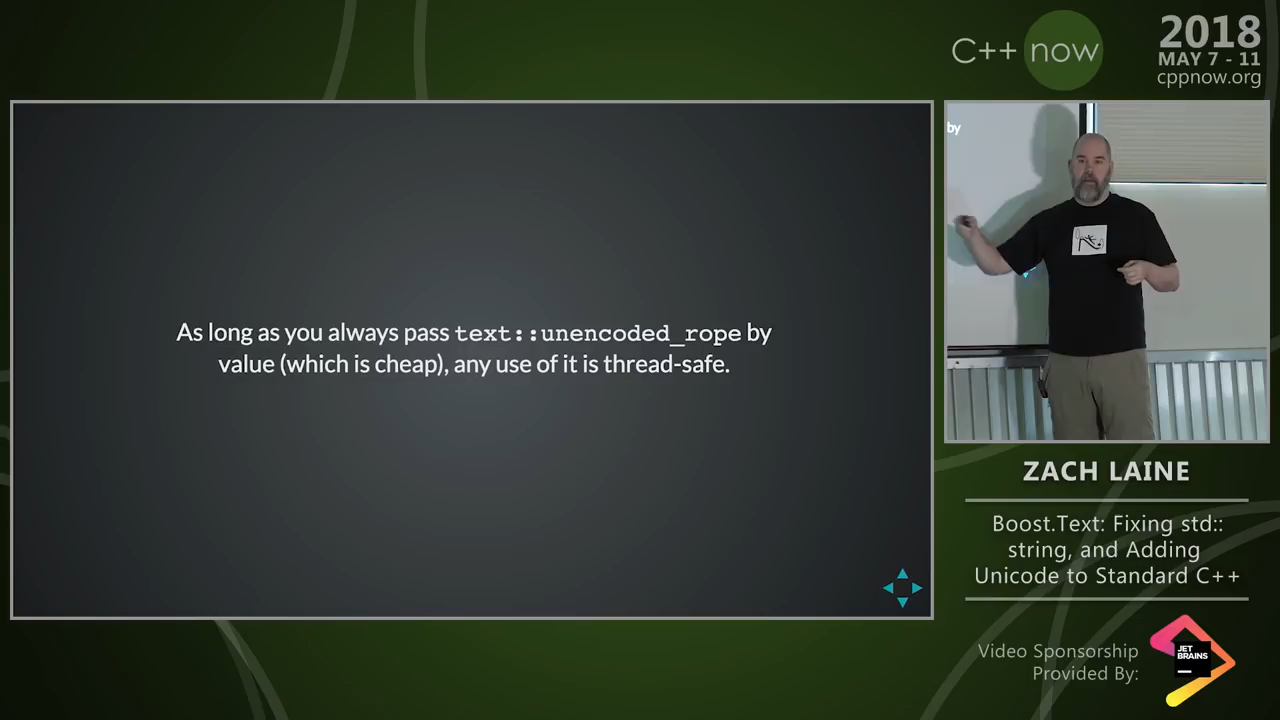 C++ now
2018
MAY 7 - 11
cppnow.org
by
As long as you always pass text::unencoded_rope by
value (which is cheap), any use of it is thread-safe.
ZACH LAINE
Boost.Text: Fixing std::
string, and Adding
Unicode to Standard C++
Video Sponsorship
Provided By:
JET
BRAINS